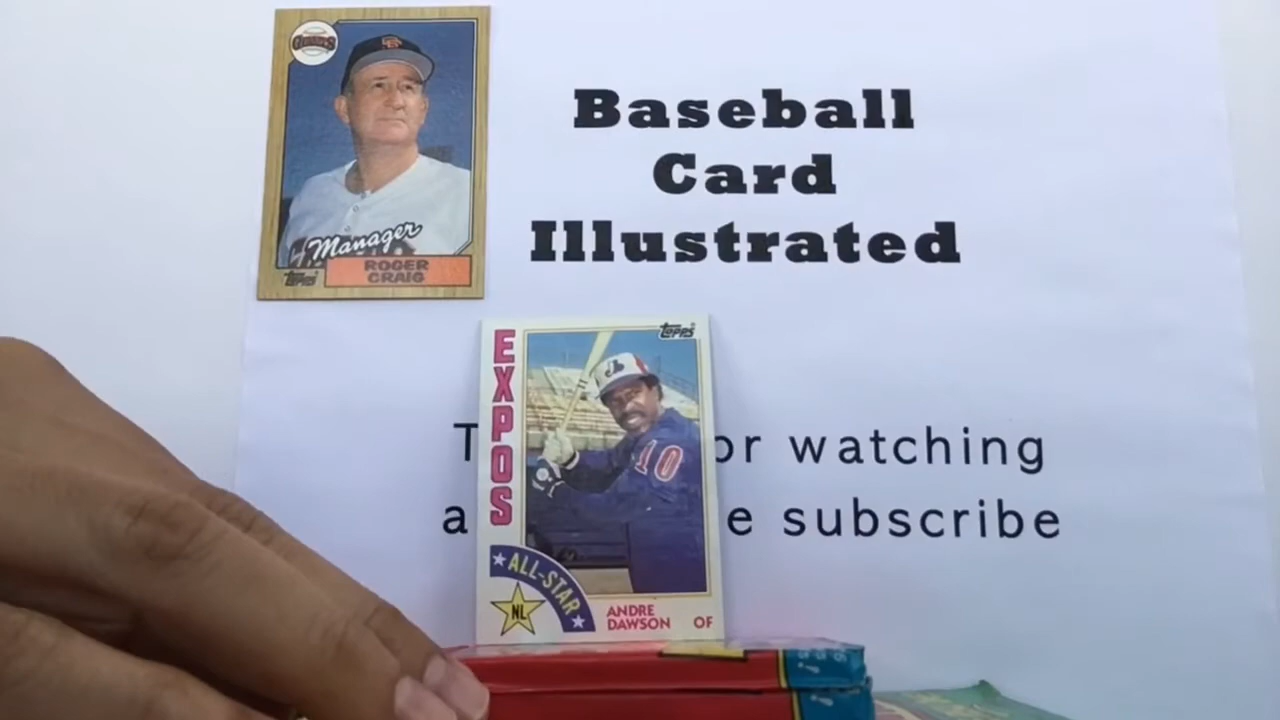 GIANTS
Manager
topps
ROGER
CRAIG
Baseball
Card
Illustrated
EXPOS
topps
10
ALL-STAR
NL
ANDRE
DAWSON
OF
T or watching
a e subscribe